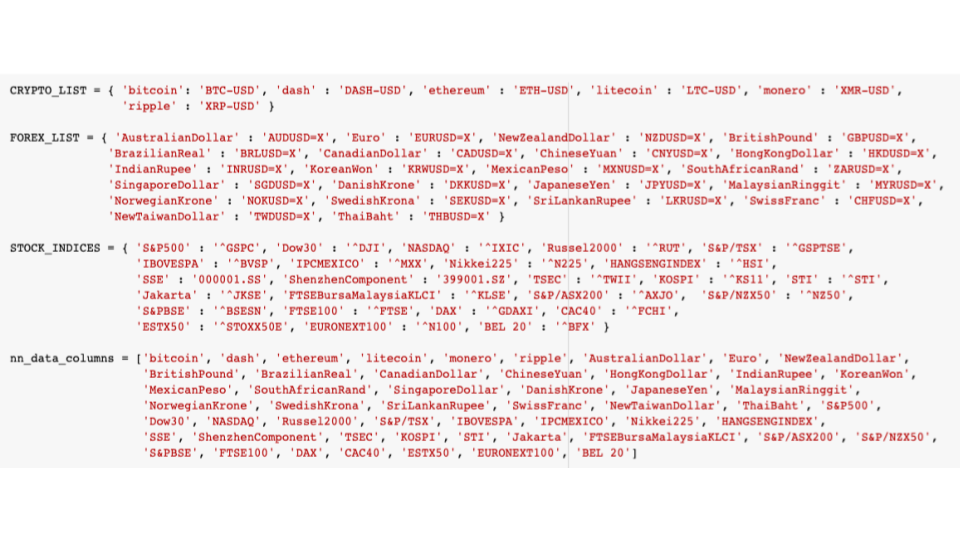 CRYPTO_LIST = { 'bitcoin': 'BTC-USD', 'dash' : 'DASH-USD', 'ethereum' : 'ETH-USD', 'litecoin' : 'LTC-USD', 'monero' : 'XMR-USD',
'ripple' : 'XRP-USD' }
FOREX_LIST = { 'AustralianDollar' : 'AUDUSD=X', 'Euro' : 'EURUSD=X', 'NewZealandDollar' : 'NZDUSD=X', 'BritishPound' : 'GBPUSD=X',
'BrazilianReal' : 'BRLUSD=X', 'CanadianDollar' : 'CADUSD=X', 'ChineseYuan' : 'CNYUSD=X', 'HongKongDollar' : 'HKDUSD=X',
'IndianRupee' : 'INRUSD=X', 'KoreanWon' : 'KRWUSD=X', 'MexicanPeso' : 'MXNUSD=X', 'SouthAfricanRand' : 'ZARUSD=X',
'SingaporeDollar' : 'SGDUSD=X', 'DanishKrone' : 'DKKUSD=X', 'JapaneseYen' : 'JPYUSD=X', 'MalaysianRinggit' : 'MYRUSD=X',
'NorwegianKrone' : 'NOKUSD=X', 'SwedishKrona' : 'SEKUSD=X', 'SriLankanRupee' : 'LKRUSD=X', 'SwissFranc' : 'CHFUSD=X',
'NewTaiwanDollar' : 'TWDUSD=X', 'ThaiBaht' : 'THBUSD=X' }
STOCK_INDICES = { 'S&P500' : '^GSPC', 'Dow30' : '^DJI', 'NASDAQ' : '^IXIC', 'Russel2000' : '^RUT', 'S&P/TSX' : '^GSPTSE',
'IBOVESPA' : '^BVSP', 'IPCMEXICO' : '^MXX', 'Nikkei225' : '^N225', 'HANGSENGINDEX' : '^HSI',
'SSE' : '000001.SS', 'ShenzhenComponent' : '399001.SZ', 'TSEC' : '^TWII', 'KOSPI' : '^KS11', 'STI' : '^STI',
'Jakarta' : '^JKSE', 'FTSEBursaMalaysiaKLCI' : '^KLSE', 'S&P/ASX200' : '^AXJO', 'S&P/NZX50' : '^NZ50',
'S&PBSE' : '^BSESN', 'FTSE100' : '^FTSE', 'DAX' : '^GDAXI', 'CAC40' : '^FCHI',
'ESTX50' : '^STOXX50E', 'EURONEXT100' : '^N100', 'BEL 20' : '^BFX' }
nn_data_columns = ['bitcoin', 'dash', 'ethereum', 'litecoin', 'monero', 'ripple', 'AustralianDollar', 'Euro', 'NewZealandDollar',
'BritishPound', 'BrazilianReal', 'CanadianDollar', 'ChineseYuan', 'HongKongDollar', 'IndianRupee', 'KoreanWon',
'MexicanPeso', 'SouthAfricanRand', 'SingaporeDollar', 'DanishKrone', 'JapaneseYen', 'MalaysianRinggit',
'NorwegianKrone', 'SwedishKrona', 'SriLankanRupee', 'SwissFranc', 'NewTaiwanDollar', 'ThaiBaht', 'S&P500',
'Dow30', 'NASDAQ', 'Russel2000', 'S&P/TSX', 'IBOVESPA', 'IPCMEXICO', 'Nikkei225', 'HANGSENGINDEX',
'SSE', 'ShenzhenComponent', 'TSEC', 'KOSPI', 'STI', 'Jakarta', 'FTSEBursaMalaysiaKLCI', 'S&P/ASX200', 'S&P/NZX50',
'S&PBSE', 'FTSE100', 'DAX', 'CAC40', 'ESTX50', 'EURONEXT100', 'BEL 20']